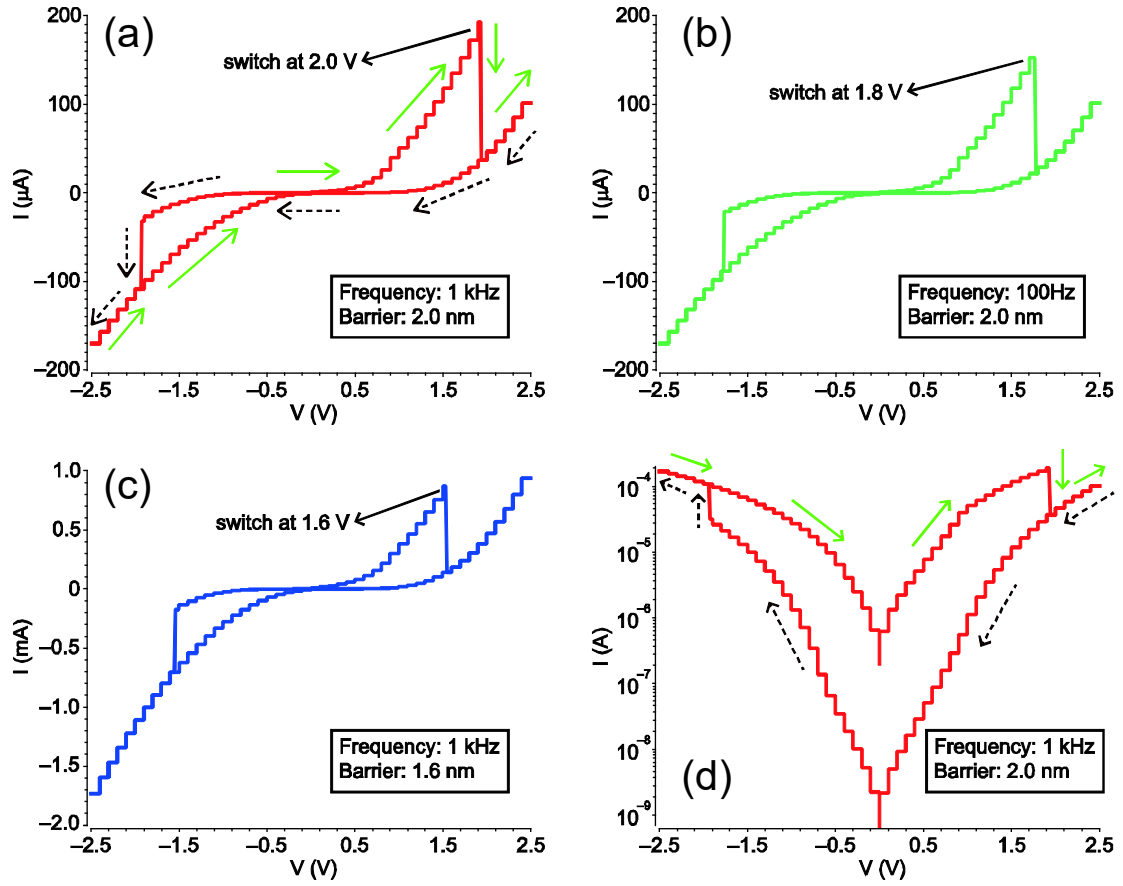 (a)
200
100
0
−100
−200
I (µA)
switch at 2.0 V
Frequency: 1 kHz
Barrier: 2.0 nm
−2.5 −1.5 −0.5 0.5 1.5 2.5
V (V)
(b)
200
100
0
−100
−200
I (µA)
switch at 1.8 V
Frequency: 100Hz
Barrier: 2.0 nm
−2.5 −1.5 −0.5 0.5 1.5 2.5
V (V)
(c)
1.0
0.5
0
−0.5
−1.0
−1.5
−2.0
I (mA)
switch at 1.6 V
Frequency: 1 kHz
Barrier: 1.6 nm
−2.5 −1.5 −0.5 0.5 1.5 2.5
V (V)
10⁻⁴
10⁻⁵
10⁻⁶
10⁻⁷
10⁻⁸
10⁻⁹
I (A)
(d)
Frequency: 1 kHz
Barrier: 2.0 nm
−2.5 −1.5 −0.5 0.5 1.5 2.5
V (V)